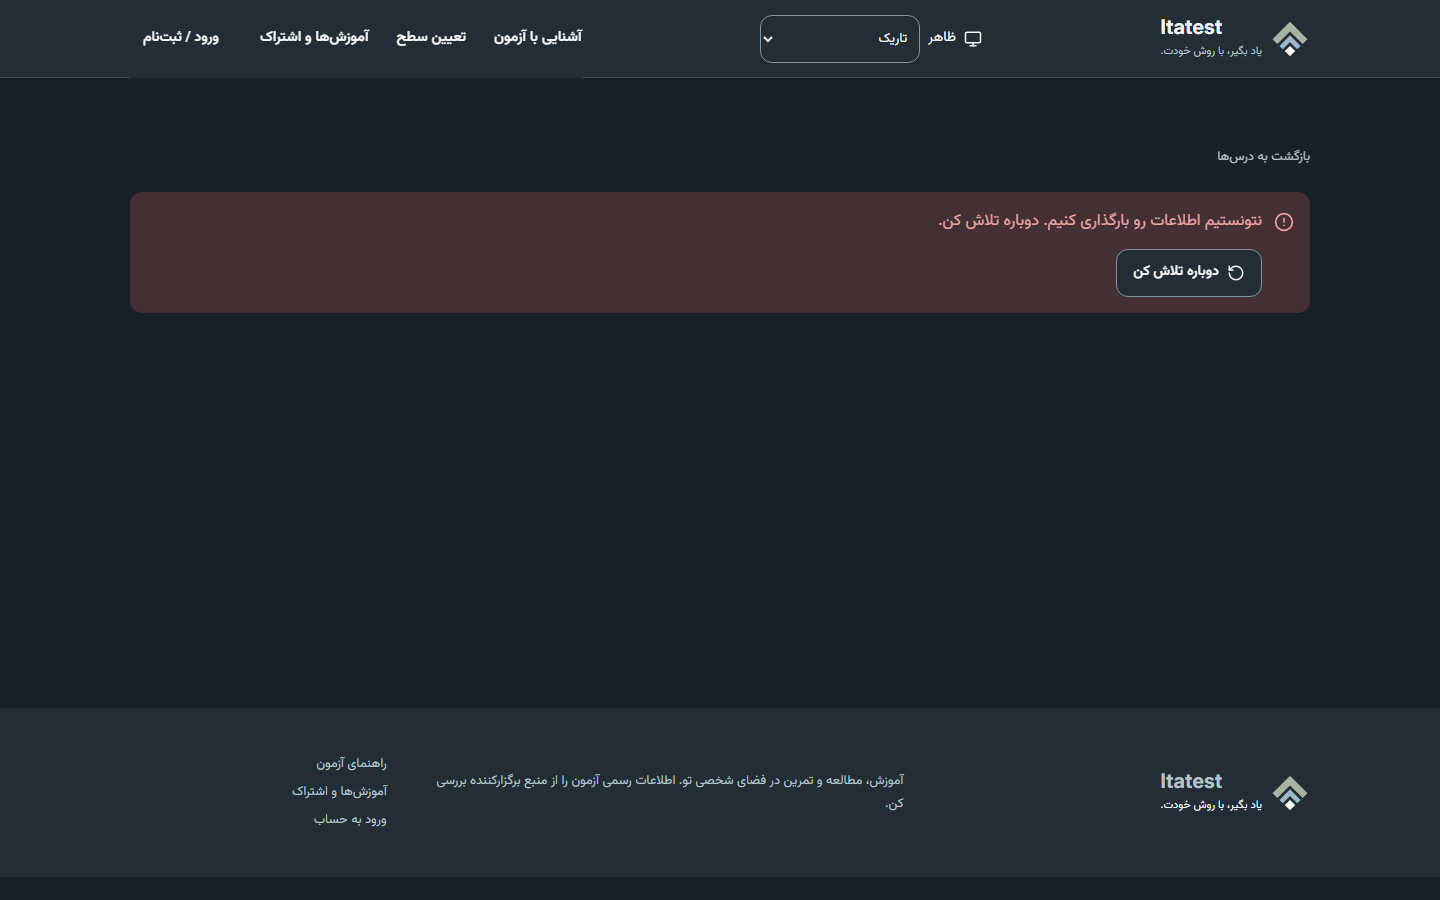 Itatest
یاد بگیر، با روش خودت.
ظاهر
تاریک
آشنایی با آزمون
تعیین سطح
آموزش‌ها و اشتراک
ورود / ثبت‌نام
بازگشت به درس‌ها
نتونستیم اطلاعات رو بارگذاری کنیم. دوباره تلاش کن.
دوباره تلاش کن
Itatest
یاد بگیر، با روش خودت.
آموزش، مطالعه و تمرین در فضای شخصی تو. اطلاعات رسمی آزمون را از منبع برگزارکننده بررسی
کن.
راهنمای آزمون
آموزش‌ها و اشتراک
ورود به حساب